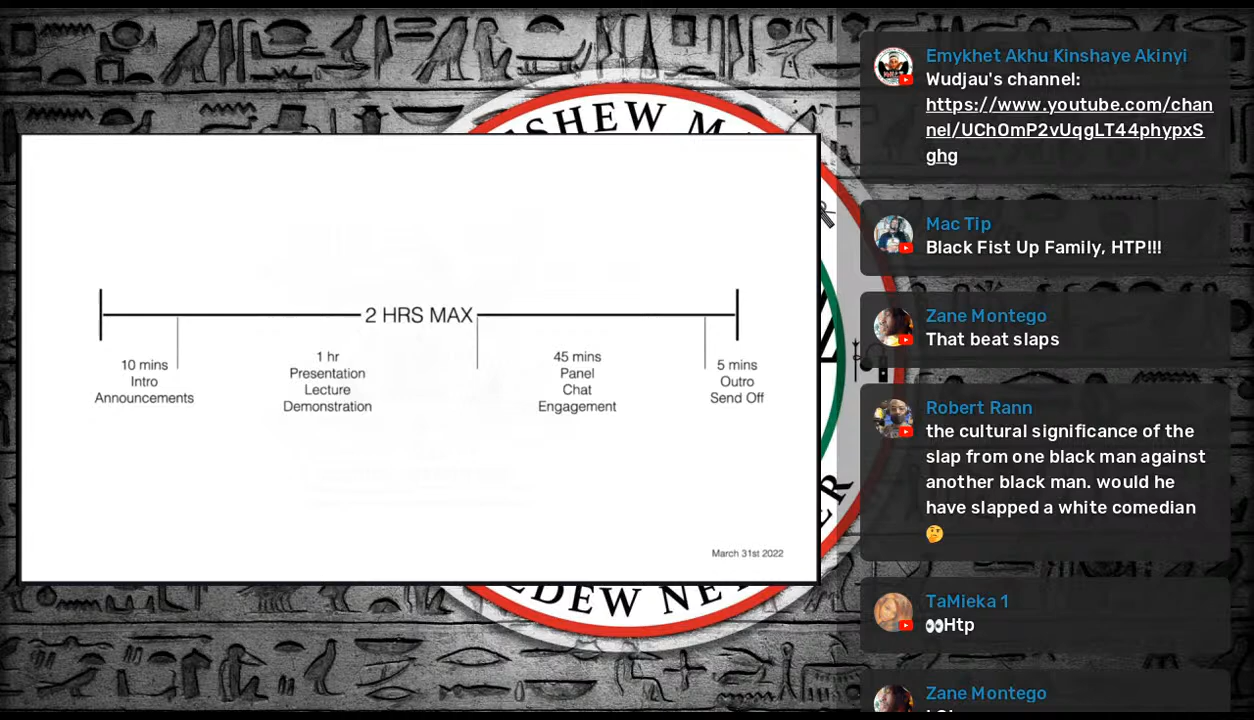 SHEW M
2 HRS MAX
10 mins
Intro
Announcements
1 hr
Presentation
Lecture
Demonstration
45 mins
Panel
Chat
Engagement
5 mins
Outro
Send Off
March 31st 2022
EDEW NE
ER
Emykhet Akhu Kinshaye Akinyi
Wudjau's channel:
https://www.youtube.com/chan
nel/UChOmP2vUqgLT44phypxS
ghg
Mac Tip
Black Fist Up Family, HTP!!!
Zane Montego
That beat slaps
Robert Rann
the cultural significance of the
slap from one black man against
another black man. would he
have slapped a white comedian
🤔
TaMieka 1
👀Htp
Zane Montego